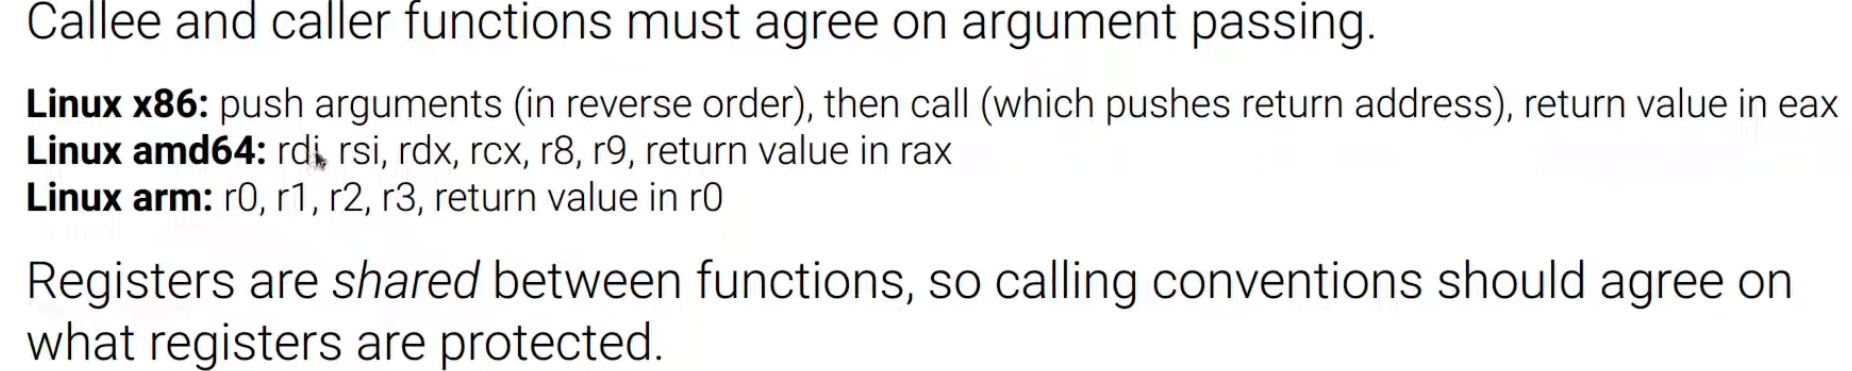 Callee and caller functions must agree on argument passing.
Linux x86: push arguments (in reverse order), then call (which pushes return address), return value in eax
Linux amd64: rdi, rsi, rdx, rcx, r8, r9, return value in rax
Linux arm: r0, r1, r2, r3, return value in r0
Registers are shared between functions, so calling conventions should agree on
what registers are protected.